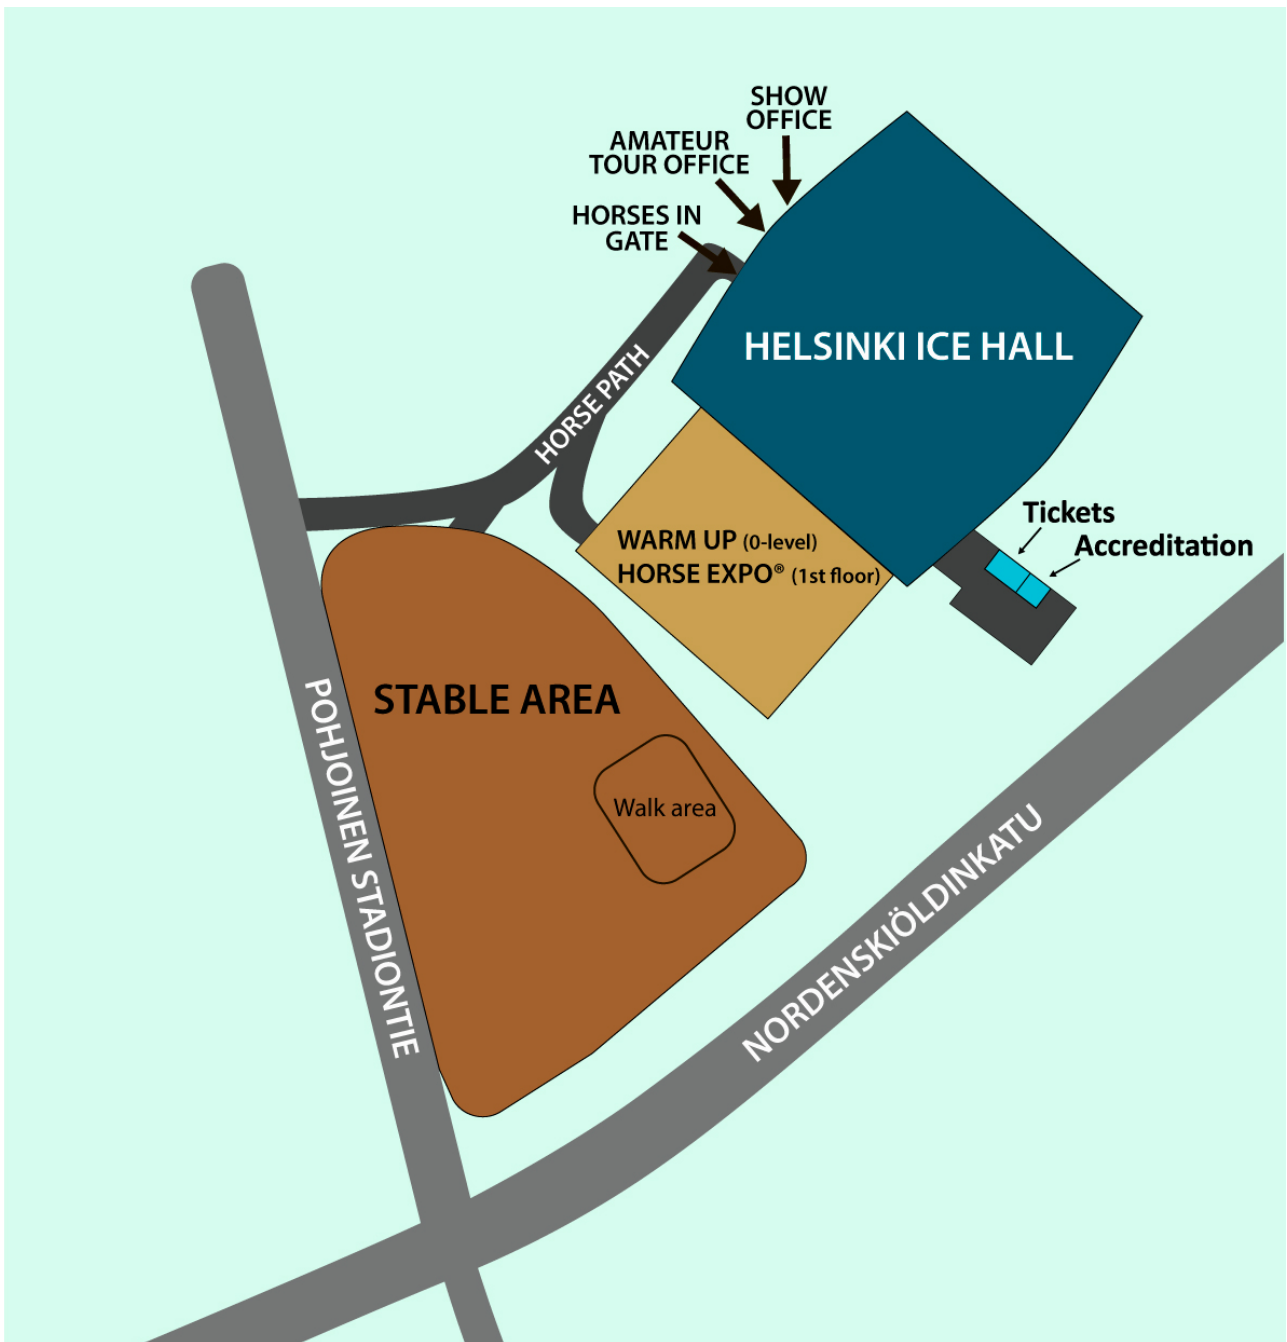 SHOW
OFFICE
AMATEUR
TOUR OFFICE
HORSES IN
GATE
HELSINKI ICE HALL
HORSE PATH
Tickets
Accreditation
WARM UP (0-level)
HORSE EXPO® (1st floor)
STABLE AREA
Walk area
POHJOINEN STADIONTIE
NORDENSKIÖLDINKATU